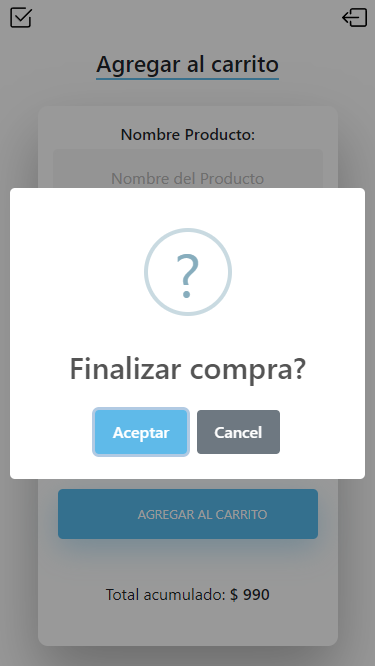 Agregar al carrito
Nombre Producto:
Nombre del Producto
?
Finalizar compra?
Aceptar Cancel
AGREGAR AL CARRITO
Total acumulado: $ 990